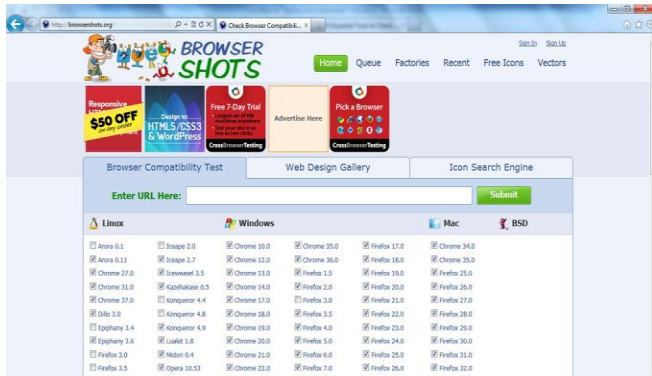 http://browsershots.org/
Check Browser Compatibili...
BROWSER
SHOTS
Sign In Sign Up
Home Queue Factories Recent Free Icons Vectors
Responsive
$50 OFF
on any order
Design to
HTML5/CSS3
& WordPress
Free 7-Day Trial
CrossBrowserTesting
Advertise Here
Pick a Browser
CrossBrowserTesting
Browser Compatibility Test Web Design Gallery Icon Search Engine
Enter URL Here: Submit
Linux Windows Mac BSD
Arora 0.1 Iceape 2.0 Chrome 10.0 Chrome 35.0 Firefox 17.0 Chrome 34.0
Arora 0.11 Iceape 2.7 Chrome 12.0 Chrome 36.0 Firefox 18.0 Chrome 35.0
Chrome 27.0 Iceweasel 3.5 Chrome 13.0 Firefox 1.5 Firefox 19.0 Firefox 25.0
Chrome 31.0 Kazehakase 0.5 Chrome 14.0 Firefox 2.0 Firefox 20.0 Firefox 26.0
Chrome 37.0 Konqueror 4.4 Chrome 17.0 Firefox 3.0 Firefox 21.0 Firefox 27.0
Dillo 3.0 Konqueror 4.8 Chrome 18.0 Firefox 3.5 Firefox 22.0 Firefox 28.0
Epiphany 3.4 Konqueror 4.9 Chrome 19.0 Firefox 4.0 Firefox 23.0 Firefox 29.0
Epiphany 3.6 Luakit 1.8 Chrome 20.0 Firefox 5.0 Firefox 24.0 Firefox 30.0
Firefox 3.0 Midori 0.4 Chrome 21.0 Firefox 6.0 Firefox 25.0 Firefox 31.0
Firefox 3.5 Opera 10.53 Chrome 22.0 Firefox 7.0 Firefox 26.0 Firefox 32.0